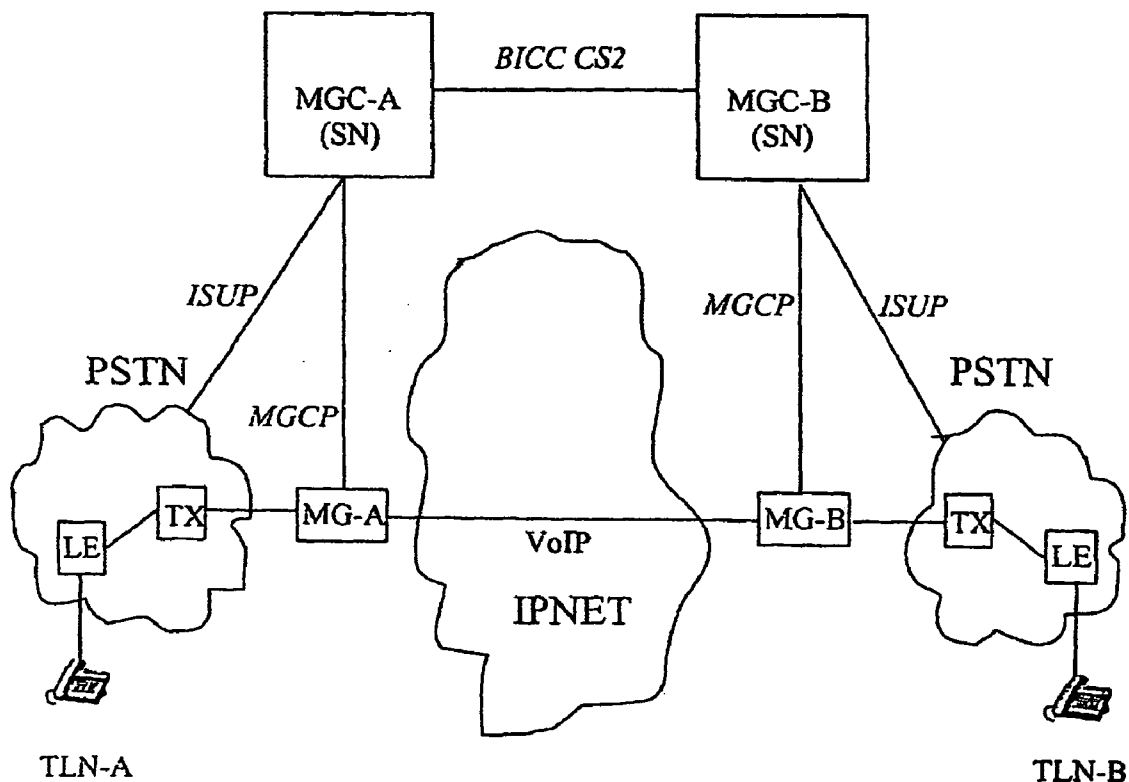 BICC CS2
MGC-A
(SN)
MGC-B
(SN)
ISUP
MGCP
MGCP
ISUP
PSTN
PSTN
TX
LE
MG-A
VoIP
MG-B
TX
LE
IPNET
TLN-A
TLN-B